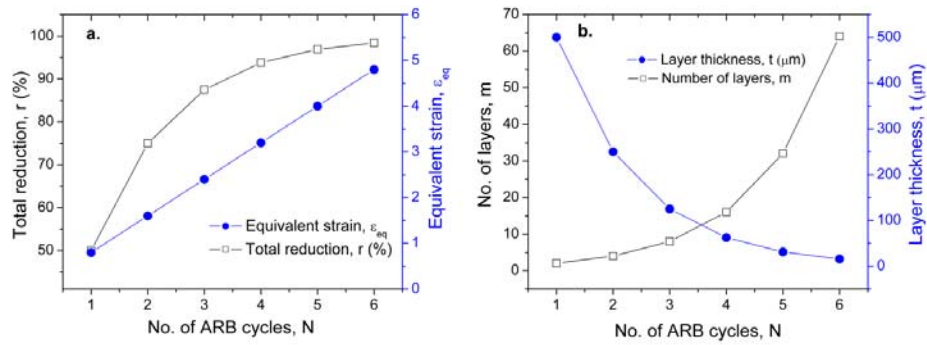 a.
100
90
80
70
60
50
Total reduction, r (%)
6
5
4
3
2
1
0
Equivalent strain, εeq
Equivalent strain, εeq
Total reduction, r (%)
1 2 3 4 5 6
No. of ARB cycles, N
b.
70
60
50
40
30
20
10
0
No. of layers, m
500
400
300
200
100
0
Layer thickness, t (μm)
Layer thickness, t (μm)
Number of layers, m
1 2 3 4 5 6
No. of ARB cycles, N